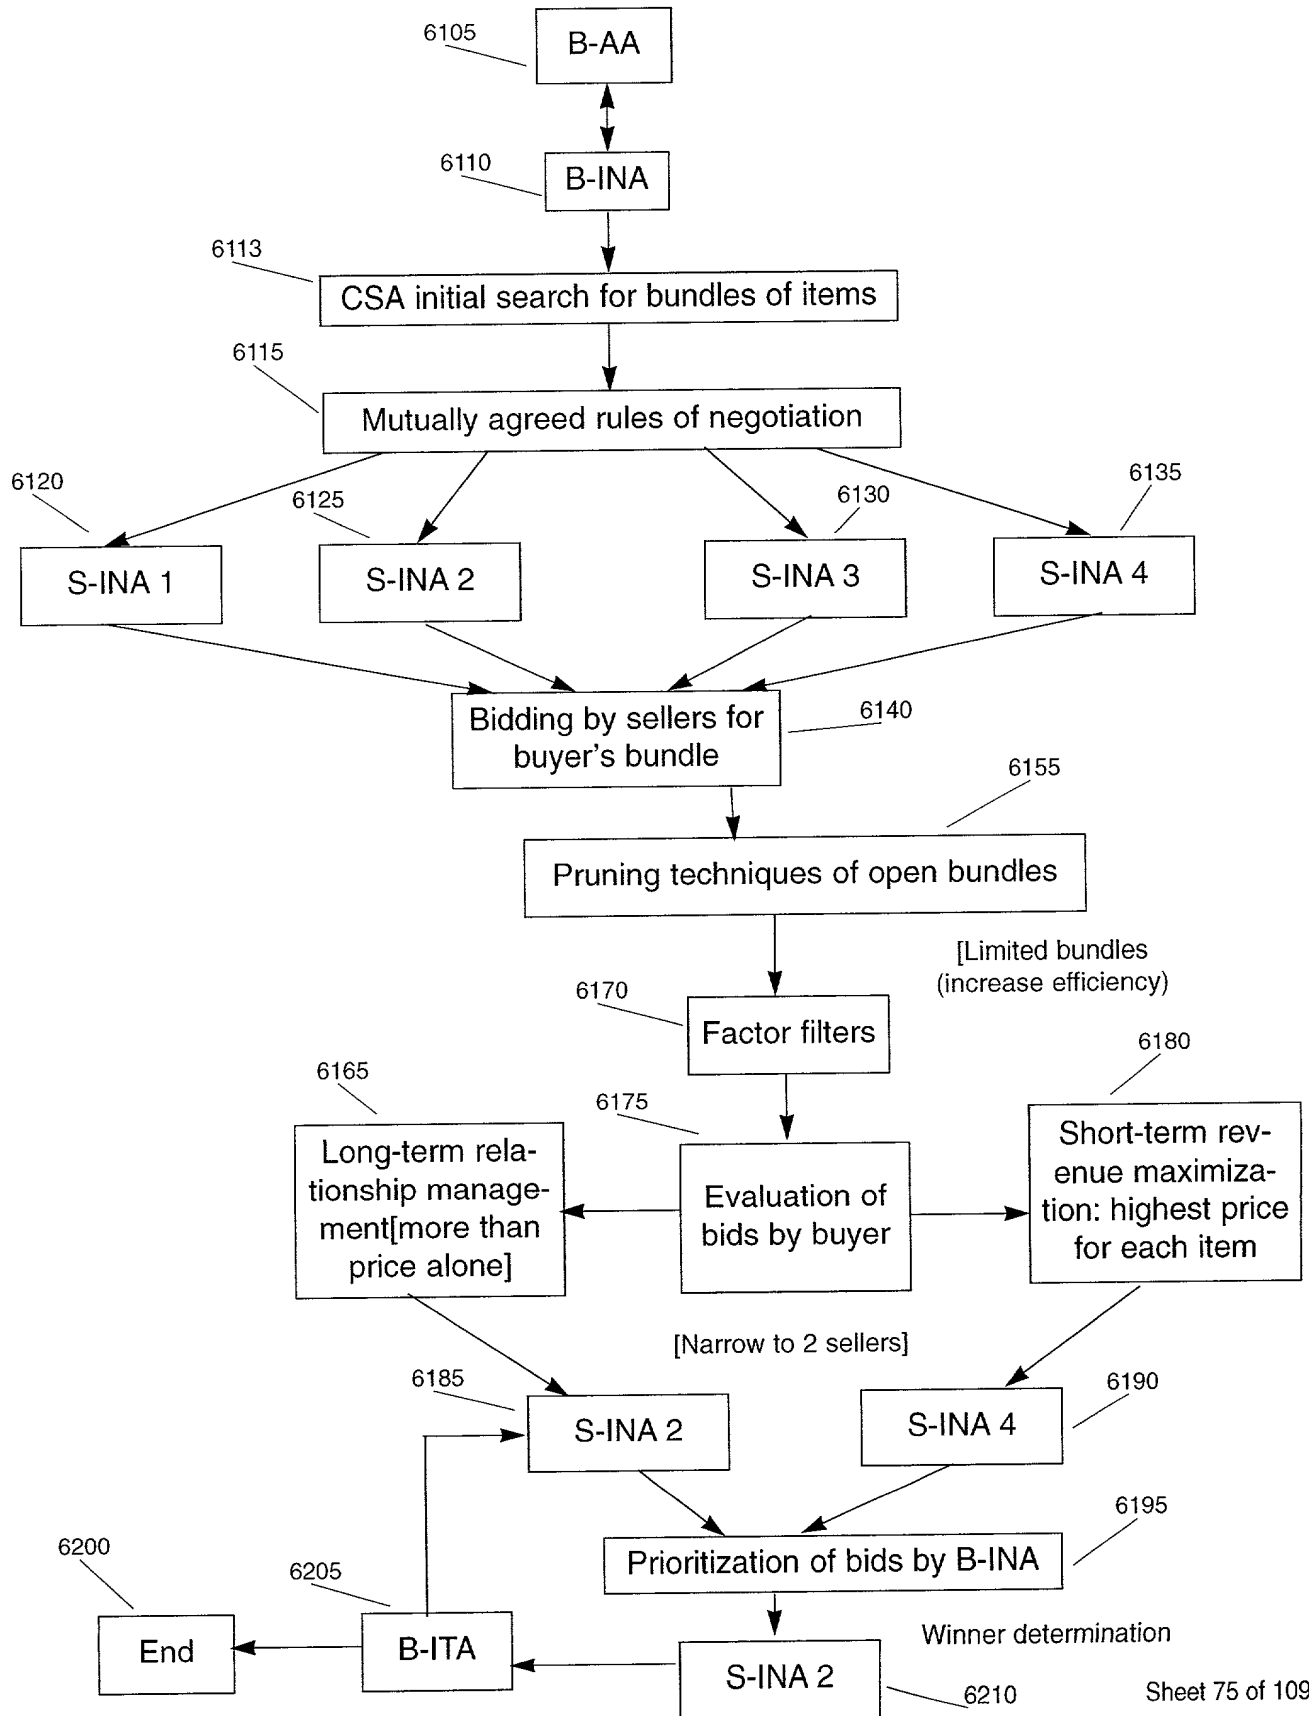 6105
B-AA
6110
B-INA
6113
CSA initial search for bundles of items
6115
Mutually agreed rules of negotiation
6120
6125
6130
6135
S-INA 1
S-INA 2
S-INA 3
S-INA 4
Bidding by sellers for
buyer's bundle
6140
6155
Pruning techniques of open bundles
[Limited bundles
(increase efficiency)
6170
Factor filters
6165
6175
6180
Long-term rela-
tionship manage-
ment[more than
price alone]
Evaluation of
bids by buyer
Short-term rev-
enue maximiza-
tion: highest price
for each item
[Narrow to 2 sellers]
6185
S-INA 2
S-INA 4
6190
6195
Prioritization of bids by B-INA
6200
6205
End
B-ITA
S-INA 2
Winner determination
6210
Sheet 75 of 109